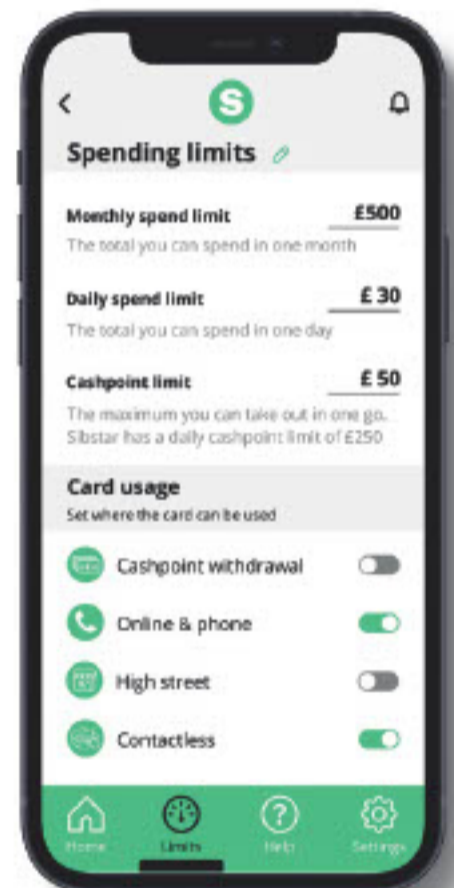 S
Spending limits
Monthly spend limit £500
The total you can spend in one month
Daily spend limit £ 30
The total you can spend in one day
Cashpoint limit £ 50
The maximum you can take out in one go.
Sibstar has a daily cashpoint limit of £250
Card usage
Set where the card can be used
Cashpoint withdrawal
Online & phone
High street
Contactless
Home Limits Help Settings